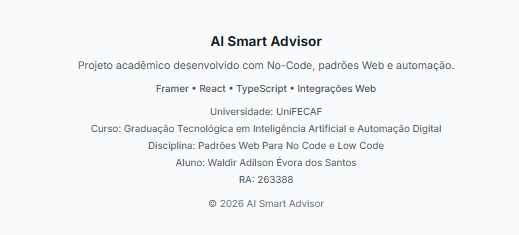 AI Smart Advisor
Projeto acadêmico desenvolvido com No-Code, padrões Web e automação.
Framer • React • TypeScript • Integrações Web
Universidade: UniFECAF
Curso: Graduação Tecnológica em Inteligência Artificial e Automação Digital
Disciplina: Padrões Web Para No Code e Low Code
Aluno: Waldir Adilson Évora dos Santos
RA: 263388
© 2026 AI Smart Advisor